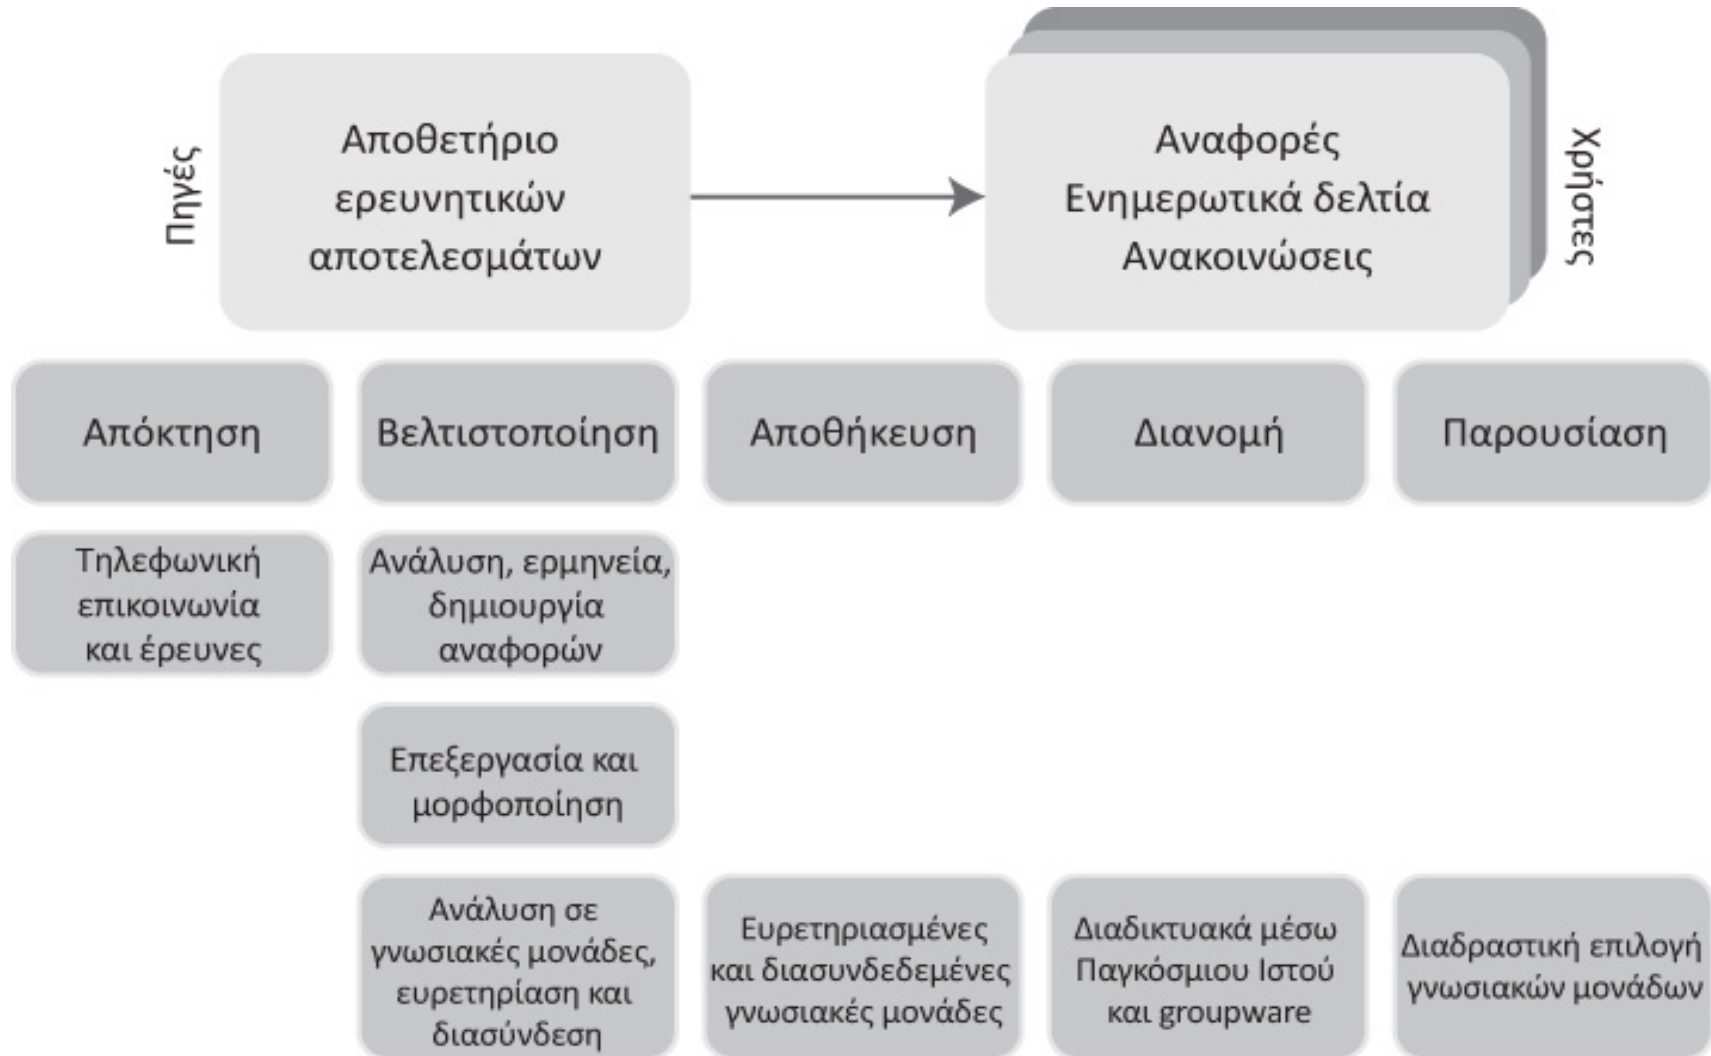 Πηγές
Αποθετήριο
ερευνητικών
αποτελεσμάτων
Αναφορές
Ενημερωτικά δελτία
Ανακοινώσεις
Χρήστες
Απόκτηση
Βελτιστοποίηση
Αποθήκευση
Διανομή
Παρουσίαση
Τηλεφωνική
επικοινωνία
και έρευνες
Ανάλυση, ερμηνεία,
δημιουργία
αναφορών
Επεξεργασία και
μορφοποίηση
Ανάλυση σε
γνωσιακές μονάδες,
ευρετηρίαση και
διασύνδεση
Ευρετηριασμένες
και διασυνδεδεμένες
γνωσιακές μονάδες
Διαδικτυακά μέσω
Παγκόσμιου Ιστού
και groupware
Διαδραστική επιλογή
γνωσιακών μονάδων